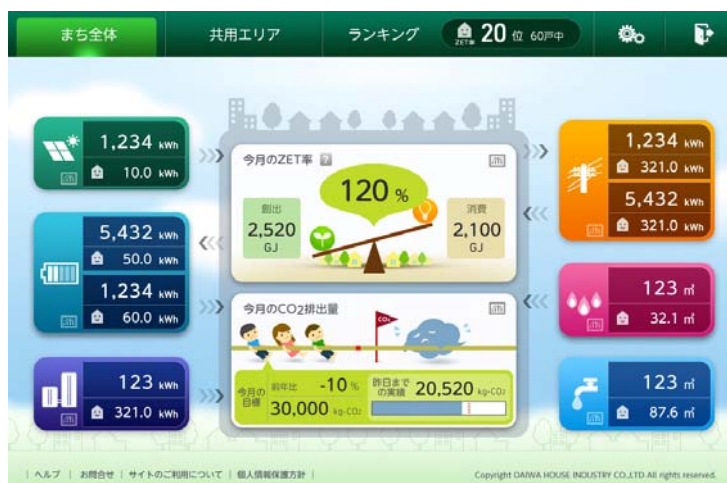 まち全体
共用エリア
ランキング
ZET率 20 位 60戸中
1,234 kWh
10.0 kWh
5,432 kWh
50.0 kWh
1,234 kWh
60.0 kWh
123 kWh
321.0 kWh
今月のZET率 ?
120 %
創出
2,520
GJ
消費
2,100
GJ
今月のCO2排出量
CO2
今月の
目標
前年比 -10 %
30,000 kg-CO2
昨日まで
の実績 20,520 kg-CO2
1,234 kWh
321.0 kWh
5,432 kWh
321.0 kWh
123 ㎥
32.1 ㎥
123 ㎥
87.6 ㎥
| ヘルプ | お問合せ | サイトのご利用について | 個人情報保護方針 |
Copyright DAIWA HOUSE INDUSTRY CO.,LTD All rights reserved.